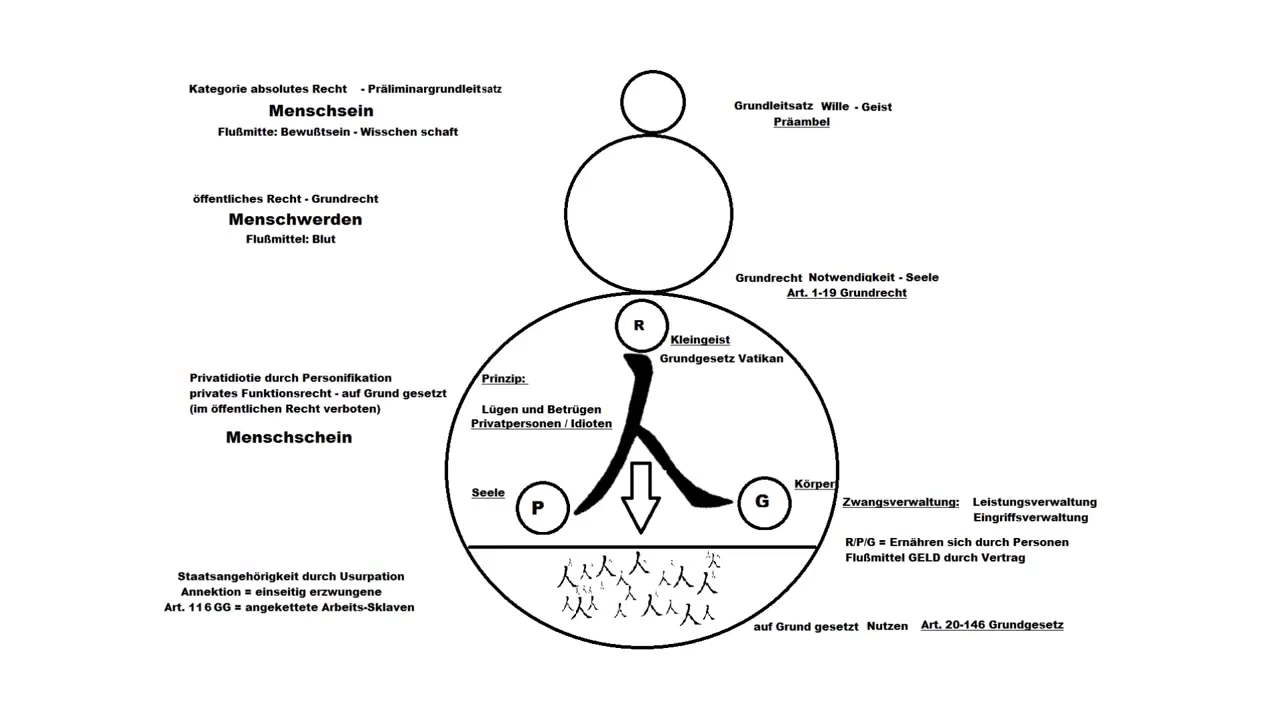 Kategorie absolutes Recht - Präliminargrundleitsatz
Menschsein
Flußmitte: Bewußtsein - Wisschen schaft
Grundleitsatz Wille - Geist
Präambel
öffentliches Recht - Grundrecht
Menschwerden
Flußmittel: Blut
Grundrecht Notwendigkeit - Seele
Art. 1-19 Grundrecht
R
Kleingeist
Grundgesetz Vatikan
Privatidiotie durch Personifikation
privates Funktionsrecht - auf Grund gesetzt
(im öffentlichen Recht verboten)
Menschschein
Prinzip:
Lügen und Betrügen
Privatpersonen / Idioten
Seele
P
G
Körper
Zwangsverwaltung: Leistungsverwaltung
Eingriffsverwaltung
R/P/G = Ernähren sich durch Personen
Flußmittel GELD durch Vertrag
Staatsangehörigkeit durch Usurpation
Annektion = einseitig erzwungene
Art. 116 GG = angekettete Arbeits-Sklaven
auf Grund gesetzt Nutzen Art. 20-146 Grundgesetz